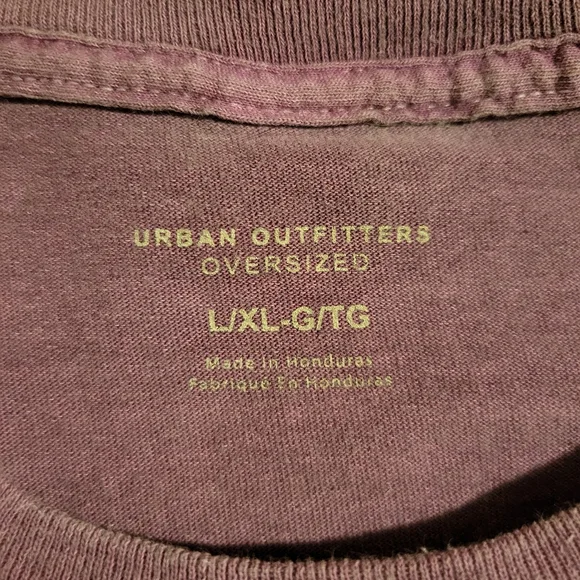 URBAN OUTFITTERS
OVERSIZED
L/XL-G/TG
Made in Honduras
Fabriqué En Honduras